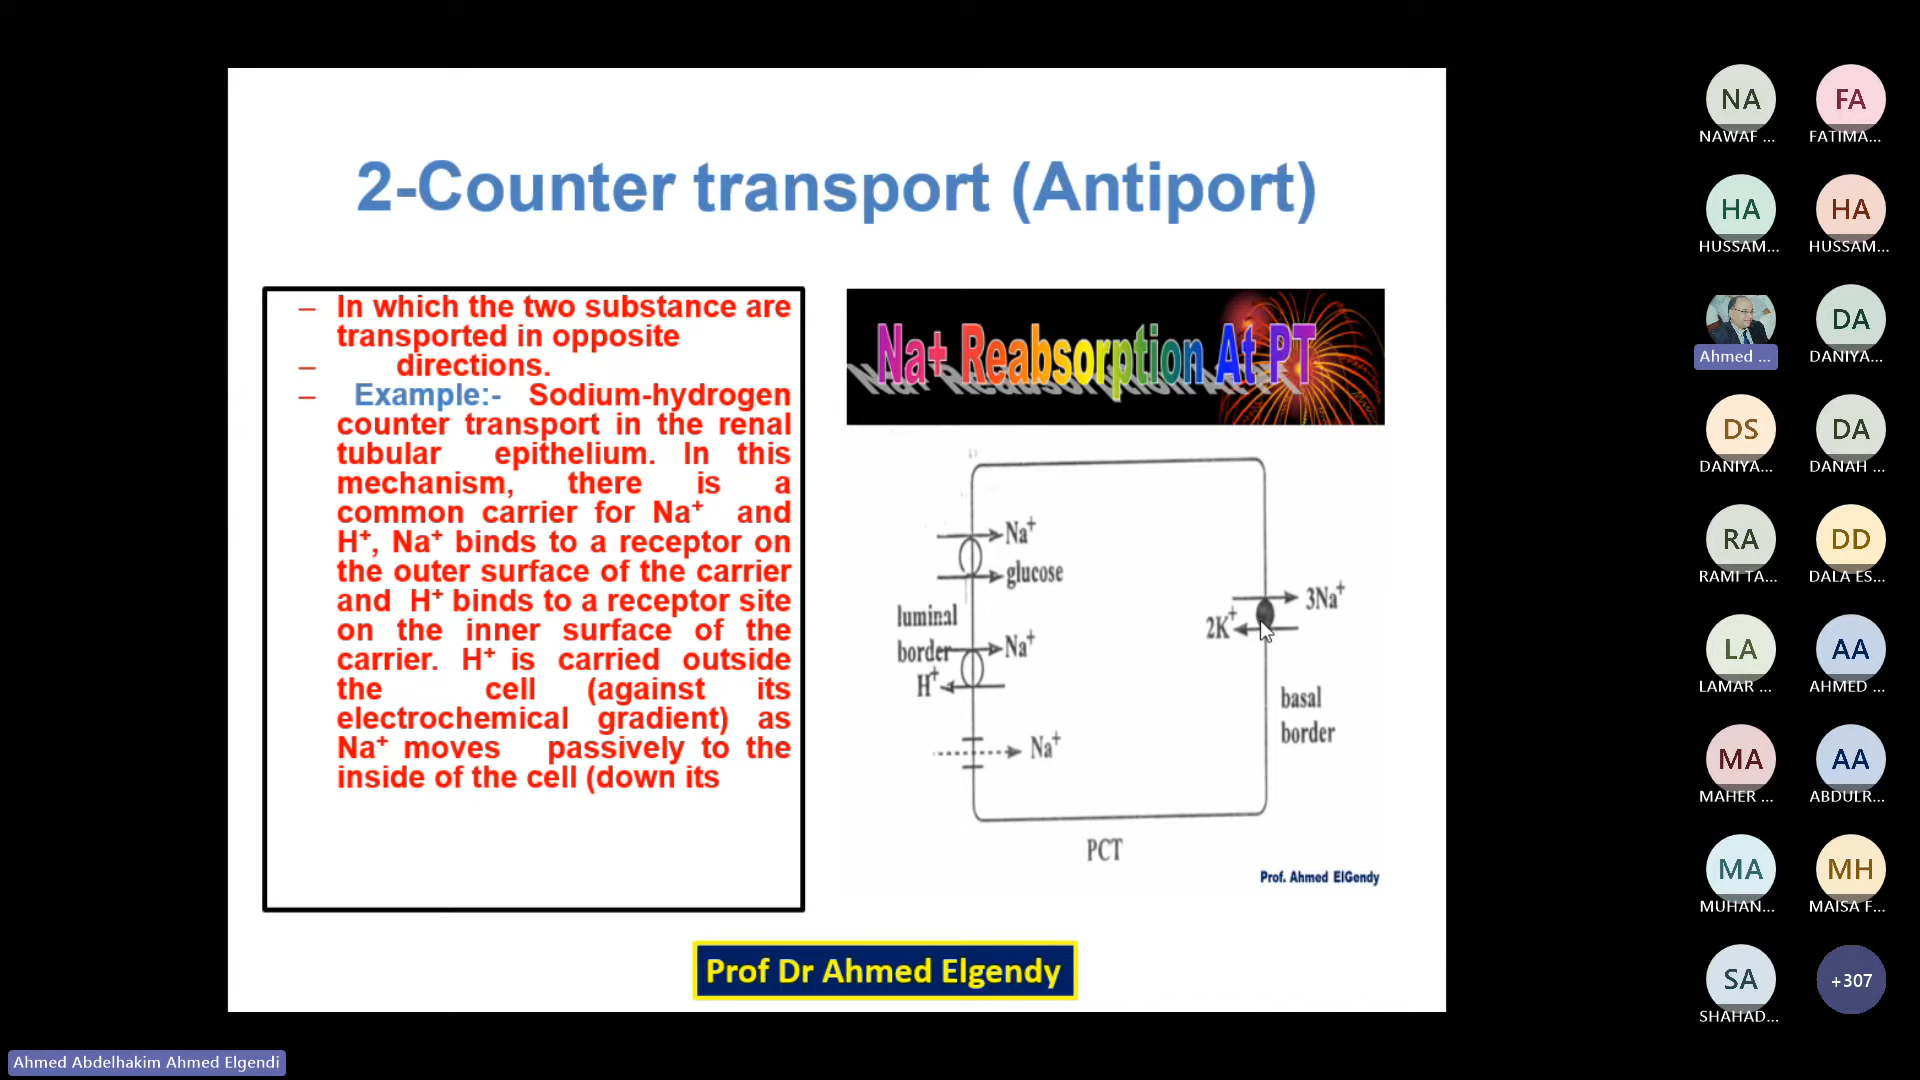 2-Counter transport (Antiport)
– In which the two substance are
transported in opposite
– directions.
– Example:- Sodium-hydrogen
counter transport in the renal
tubular epithelium. In this
mechanism, there is a
common carrier for Na⁺ and
H⁺, Na⁺ binds to a receptor on
the outer surface of the carrier
and H⁺ binds to a receptor site
on the inner surface of the
carrier. H⁺ is carried outside
the cell (against its
electrochemical gradient) as
Na⁺ moves passively to the
inside of the cell (down its
Na+ Reabsorption At PT
Na⁺
glucose
luminal
border
Na⁺
H⁺
Na⁺
3Na⁺
2K⁺
basal
border
PCT
Prof. Ahmed ElGendy
Prof Dr Ahmed Elgendy
NA
NAWAF ...
FA
FATIMA...
HA
HUSSAM...
HA
HUSSAM...
Ahmed ...
DA
DANIYA...
DS
DANIYA...
DA
DANAH ...
RA
RAMI TA...
DD
DALA ES...
LA
LAMAR ...
AA
AHMED ...
MA
MAHER ...
AA
ABDULR...
MA
MUHAN...
MH
MAISA F...
SA
SHAHAD...
+307
Ahmed Abdelhakim Ahmed Elgendi